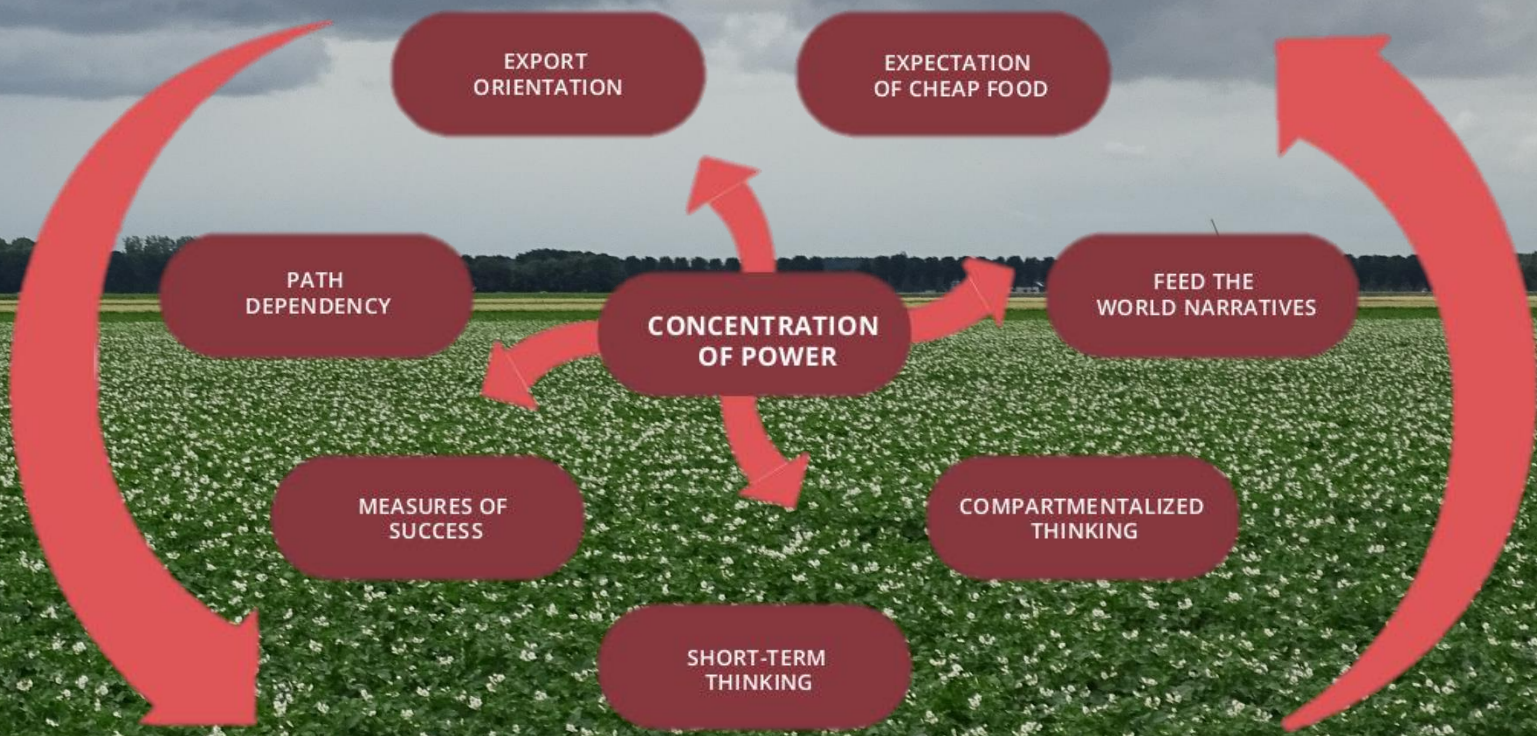 EXPORT
ORIENTATION
EXPECTATION
OF CHEAP FOOD
PATH
DEPENDENCY
FEED THE
WORLD NARRATIVES
CONCENTRATION
OF POWER
MEASURES OF
SUCCESS
COMPARTMENTALIZED
THINKING
SHORT-TERM
THINKING